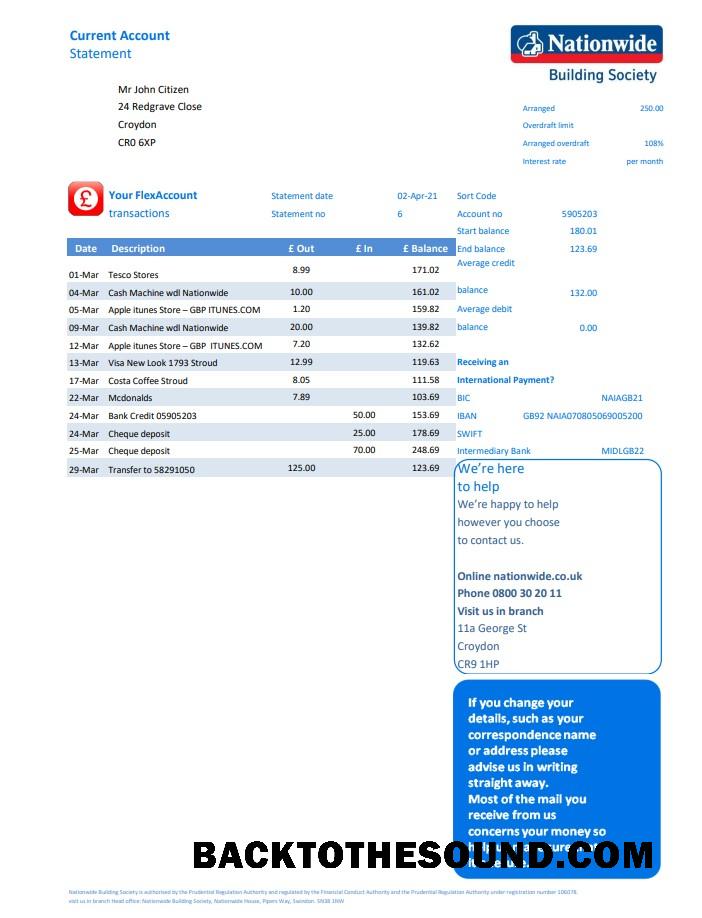 Current Account
Statement
Nationwide
Building Society
Mr John Citizen
24 Redgrave Close
Croydon
CR0 6XP
Arranged 250.00
Overdraft limit
Arranged overdraft 108%
Interest rate per month
£
Your FlexAccount
transactions
Statement date 02-Apr-21
Statement no 6
Sort Code
Account no 5905203
Start balance 180.01
End balance 123.69
Average credit
balance 132.00
Average debit
balance 0.00
Date Description £ Out £ In £ Balance
01-Mar Tesco Stores 8.99 171.02
04-Mar Cash Machine wdl Nationwide 10.00 161.02
05-Mar Apple itunes Store – GBP ITUNES.COM 1.20 159.82
09-Mar Cash Machine wdl Nationwide 20.00 139.82
12-Mar Apple itunes Store – GBP ITUNES.COM 7.20 132.62
13-Mar Visa New Look 1793 Stroud 12.99 119.63
17-Mar Costa Coffee Stroud 8.05 111.58
22-Mar Mcdonalds 7.89 103.69
24-Mar Bank Credit 05905203 50.00 153.69
24-Mar Cheque deposit 25.00 178.69
25-Mar Cheque deposit 70.00 248.69
29-Mar Transfer to 58291050 125.00 123.69
Receiving an
International Payment?
BIC NAIAGB21
IBAN GB92 NAIA070805069005200
SWIFT
Intermediary Bank MIDLGB22
We're here
to help
We're happy to help
however you choose
to contact us.
Online nationwide.co.uk
Phone 0800 30 20 11
Visit us in branch
11a George St
Croydon
CR9 1HP
If you change your
details, such as your
correspondence name
or address please
advise us in writing
straight away.
Most of the mail you
receive from us
concerns your money so
BACKTOTHESOUND.COM
Nationwide Building Society is authorised by the Prudential Regulation Authority and regulated by the Financial Conduct Authority and the Prudential Regulation Authority under registration number 106078.
visit us in branch Head office: Nationwide Building Society, Nationwide House, Pipers Way, Swindon. SN38 1NW